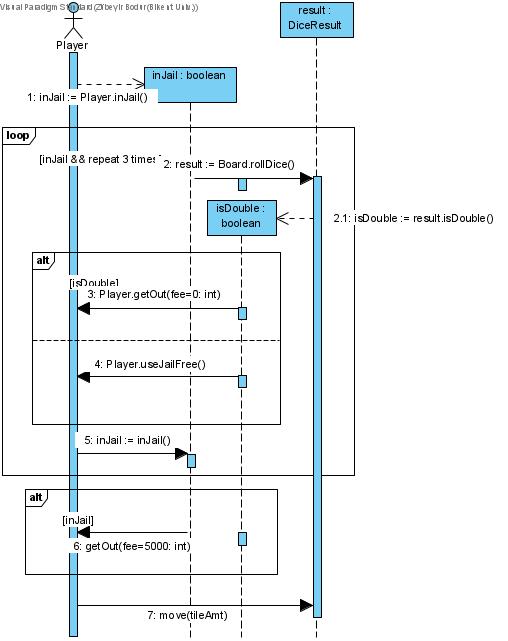 Visual Paradigm Standard (Zübeyir Bodur(Bilkent Univ.))
result :
DiceResult
Player
inJail : boolean
1: inJail := Player.inJail()
loop
[inJail && repeat 3 times
2: result := Board.rollDice()
isDouble :
boolean
2.1: isDouble := result.isDouble()
alt
[isDouble]
3: Player.getOut(fee=0: int)
4: Player.useJailFree()
5: inJail := inJail()
alt
[inJail]
6: getOut(fee=5000: int)
7: move(tileAmt)